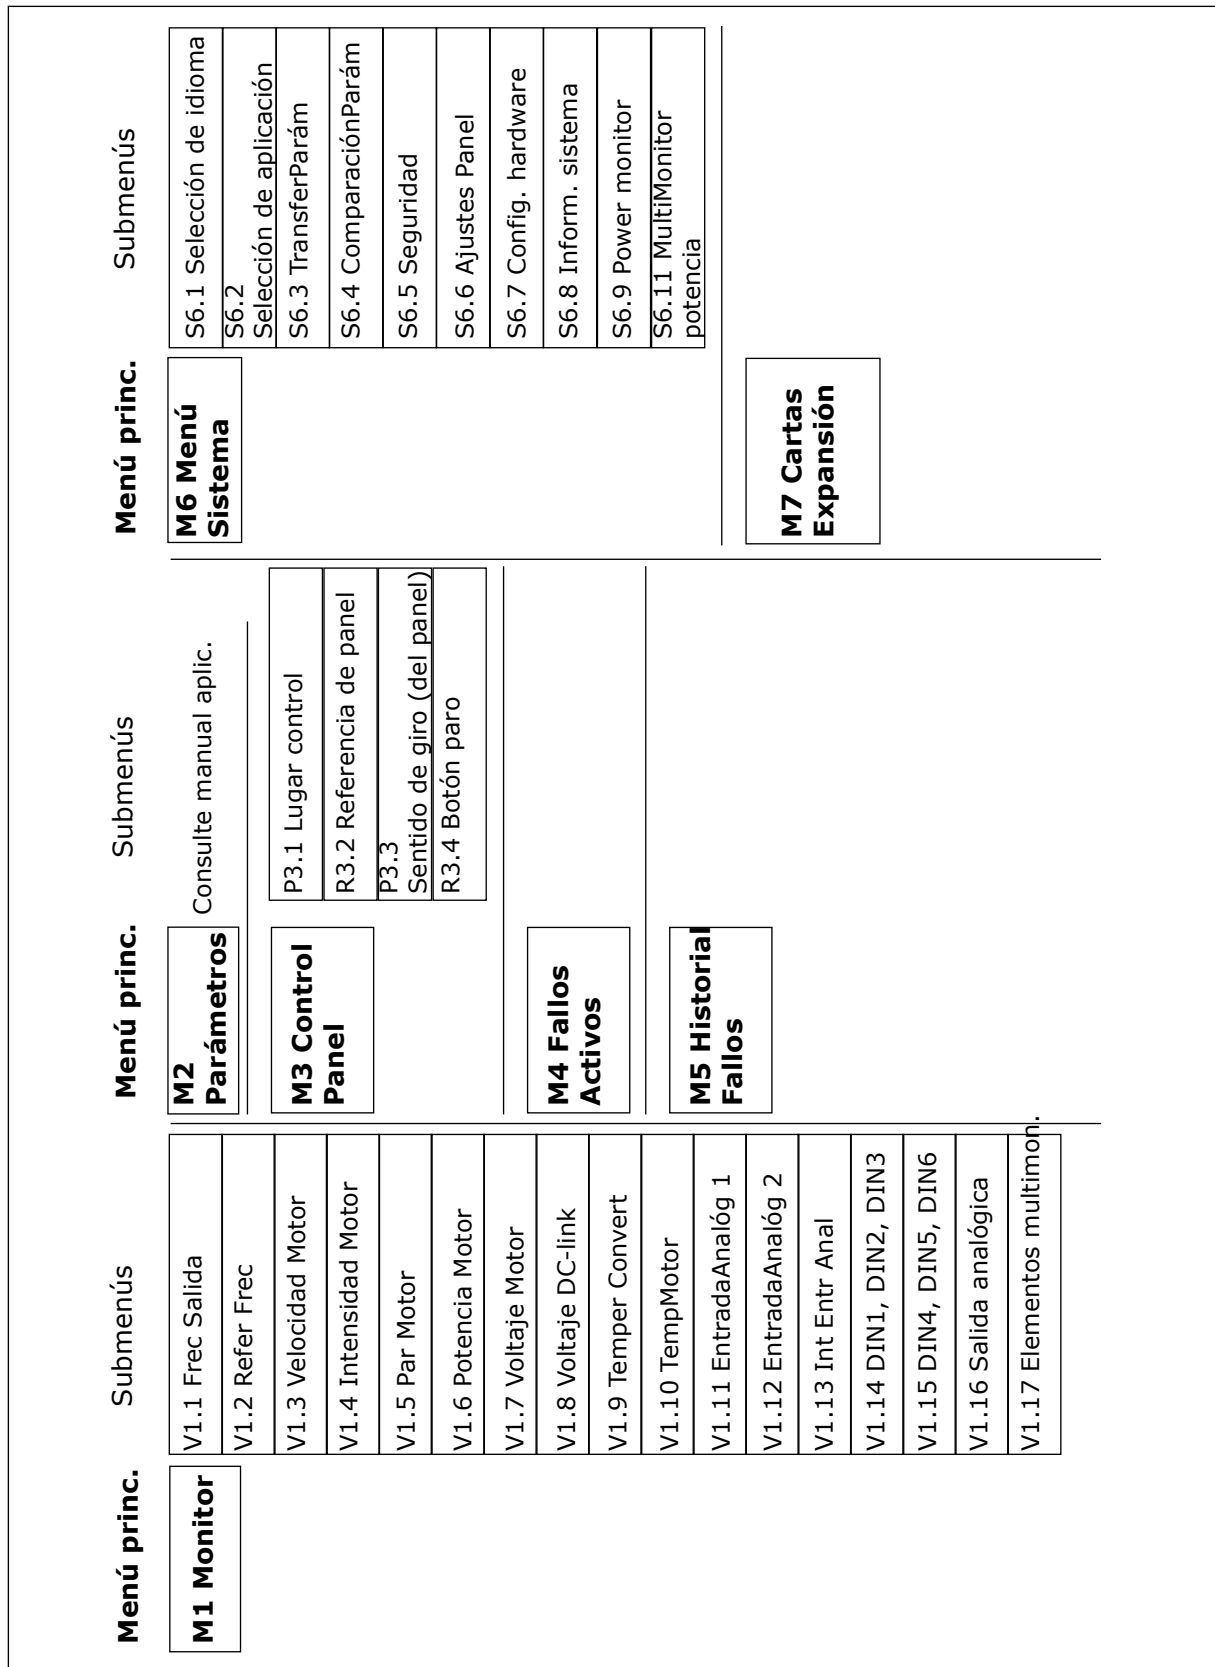 Menú princ.
Submenús
M1 Monitor
V1.1 Frec Salida
V1.2 Refer Frec
V1.3 Velocidad Motor
V1.4 Intensidad Motor
V1.5 Par Motor
V1.6 Potencia Motor
V1.7 Voltaje Motor
V1.8 Voltaje DC-link
V1.9 Temper Convert
V1.10 TempMotor
V1.11 EntradaAnalóg 1
V1.12 EntradaAnalóg 2
V1.13 Int Entr Anal
V1.14 DIN1, DIN2, DIN3
V1.15 DIN4, DIN5, DIN6
V1.16 Salida analógica
V1.17 Elementos multimon.
Menú princ.
Submenús
M2
Parámetros
Consulte manual aplic.
M3 Control
Panel
P3.1 Lugar control
R3.2 Referencia de panel
P3.3
Sentido de giro (del panel)
R3.4 Botón paro
M4 Fallos
Activos
M5 Historial
Fallos
Menú princ.
Submenús
M6 Menú
Sistema
S6.1 Selección de idioma
S6.2
Selección de aplicación
S6.3 TransferParám
S6.4 ComparaciónParám
S6.5 Seguridad
S6.6 Ajustes Panel
S6.7 Config. hardware
S6.8 Inform. sistema
S6.9 Power monitor
S6.11 MultiMonitor
potencia
M7 Cartas
Expansión